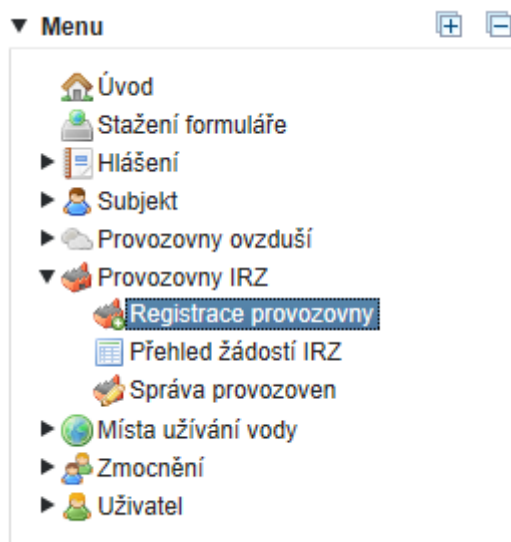 Menu
Úvod
Stažení formuláře
Hlášení
Subjekt
Provozovny ovzduší
Provozovny IRZ
Registrace provozovny
Přehled žádostí IRZ
Správa provozoven
Místa užívání vody
Zmocnění
Uživatel